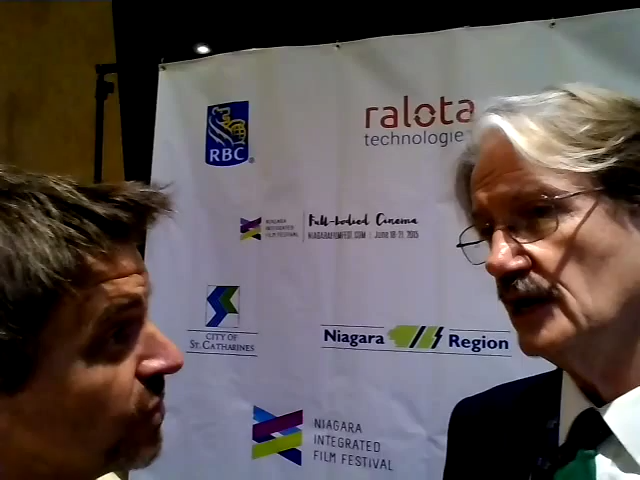 RBC
ralota
technologie
NIAGARA
INTEGRATED
FILM FESTIVAL
Full-bodied Cinema
NIAGARAFILMFEST.COM | June 18-21, 2015
CITY OF
ST. CATHARINES
Niagara Region
NIAGARA
INTEGRATED
FILM FESTIVAL